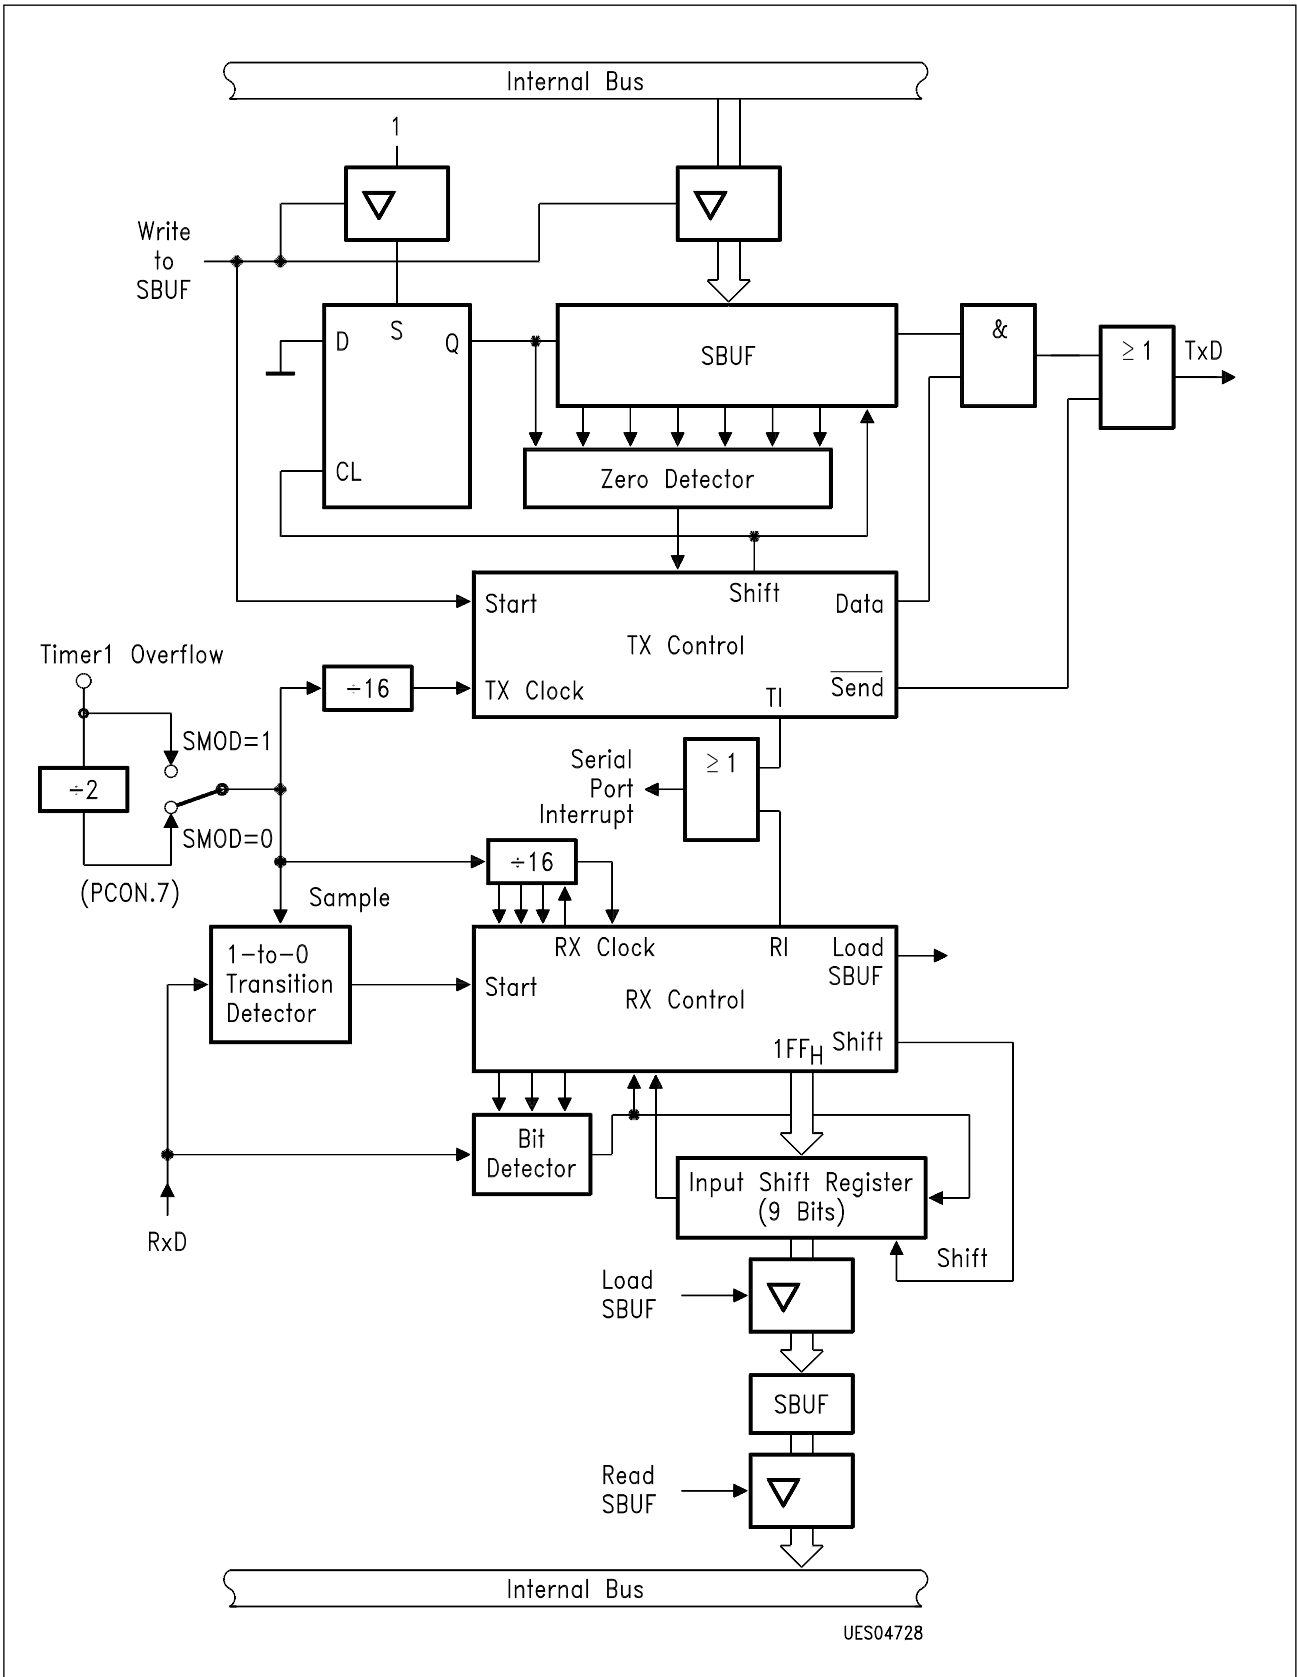 Internal Bus
1
Write
to
SBUF
D
S
Q
CL
SBUF
&
≥1
TxD
Zero Detector
Start
Shift
Data
TX Control
TX Clock
TI
Send
Timer1 Overflow
÷16
SMOD=1
÷2
SMOD=0
(PCON.7)
Serial
Port
Interrupt
≥1
÷16
Sample
1-to-0
Transition
Detector
RX Clock
RI
Load
SBUF
Start
RX Control
1FFH
Shift
Bit
Detector
Input Shift Register
(9 Bits)
RxD
Shift
Load
SBUF
SBUF
Read
SBUF
Internal Bus
UES04728